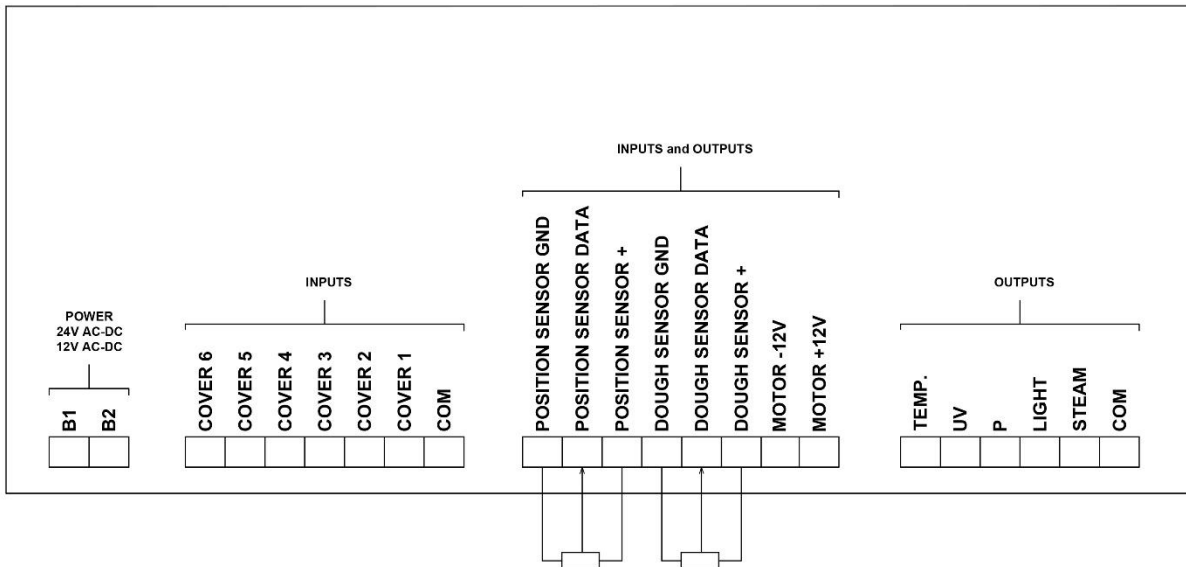 INPUTS and OUTPUTS
INPUTS
OUTPUTS
POWER
24V AC-DC
12V AC-DC
B1
B2
COVER 6
COVER 5
COVER 4
COVER 3
COVER 2
COVER 1
COM
POSITION SENSOR GND
POSITION SENSOR DATA
POSITION SENSOR +
DOUGH SENSOR GND
DOUGH SENSOR DATA
DOUGH SENSOR +
MOTOR -12V
MOTOR +12V
TEMP.
UV
P
LIGHT
STEAM
COM